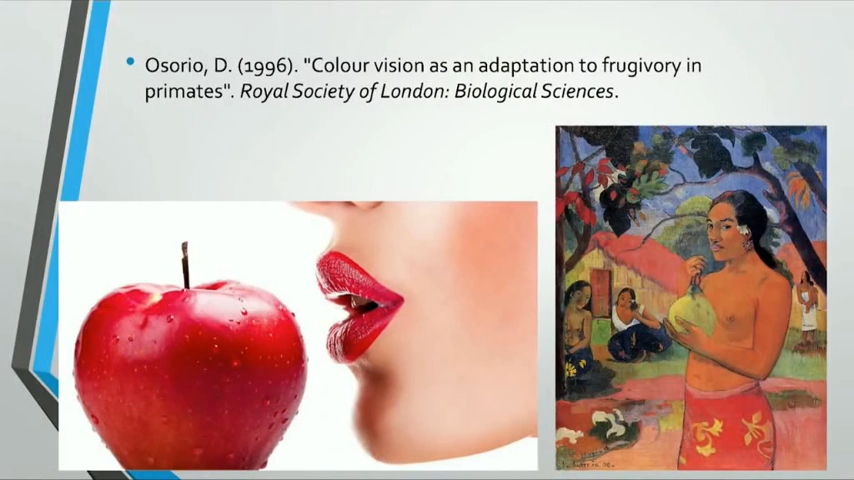 Osorio, D. (1996). "Colour vision as an adaptation to frugivory in
primates". Royal Society of London: Biological Sciences.